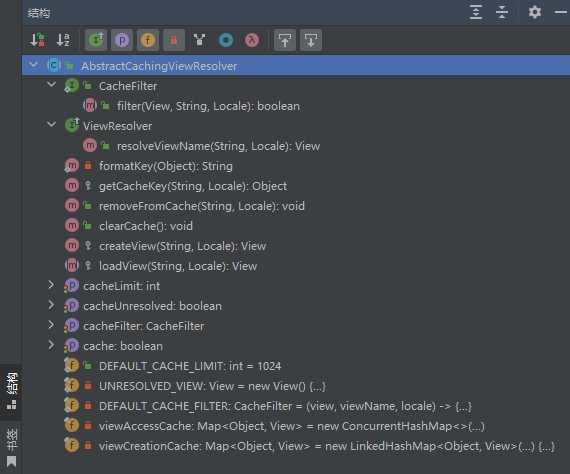 结构
AbstractCachingViewResolver
CacheFilter
filter(View, String, Locale): boolean
ViewResolver
resolveViewName(String, Locale): View
formatKey(Object): String
getCacheKey(String, Locale): Object
removeFromCache(String, Locale): void
clearCache(): void
createView(String, Locale): View
loadView(String, Locale): View
cacheLimit: int
cacheUnresolved: boolean
cacheFilter: CacheFilter
cache: boolean
DEFAULT_CACHE_LIMIT: int = 1024
UNRESOLVED_VIEW: View = new View() {...}
DEFAULT_CACHE_FILTER: CacheFilter = (view, viewName, locale) -> {...}
viewAccessCache: Map<Object, View> = new ConcurrentHashMap<>(...)
viewCreationCache: Map<Object, View> = new LinkedHashMap<Object, View>(...) {...}
结构
书签